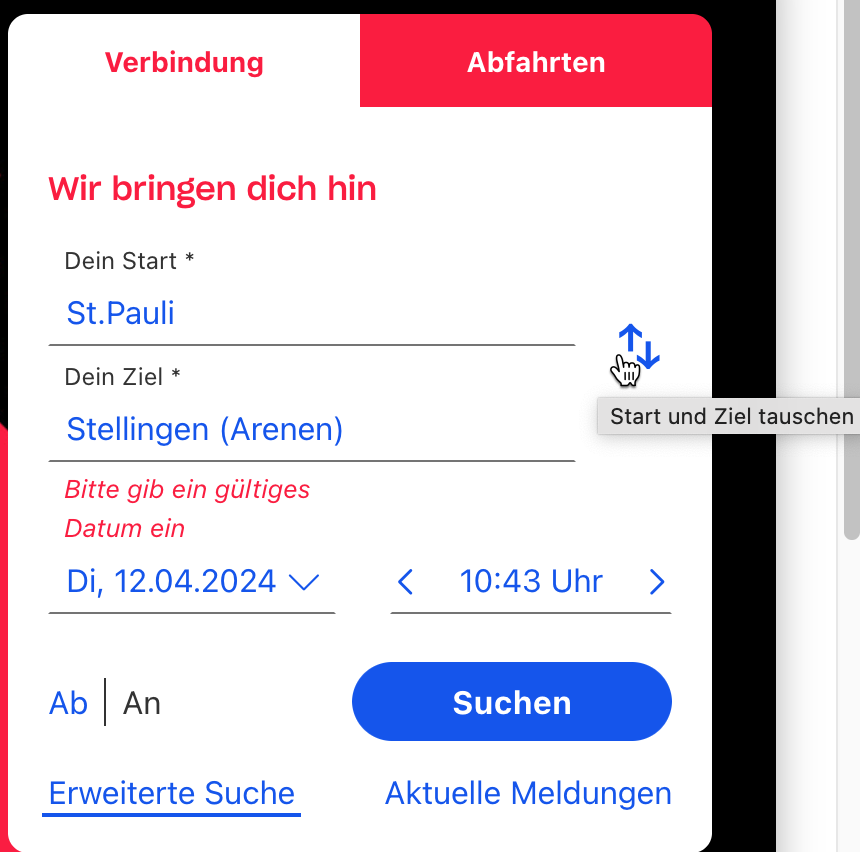 Verbindung
Abfahrten
Wir bringen dich hin
Dein Start *
St.Pauli
Dein Ziel *
Start und Ziel tauschen
Stellingen (Arenen)
Bitte gib ein gültiges
Datum ein
Di, 12.04.2024
10:43 Uhr
Ab
An
Suchen
Erweiterte Suche
Aktuelle Meldungen